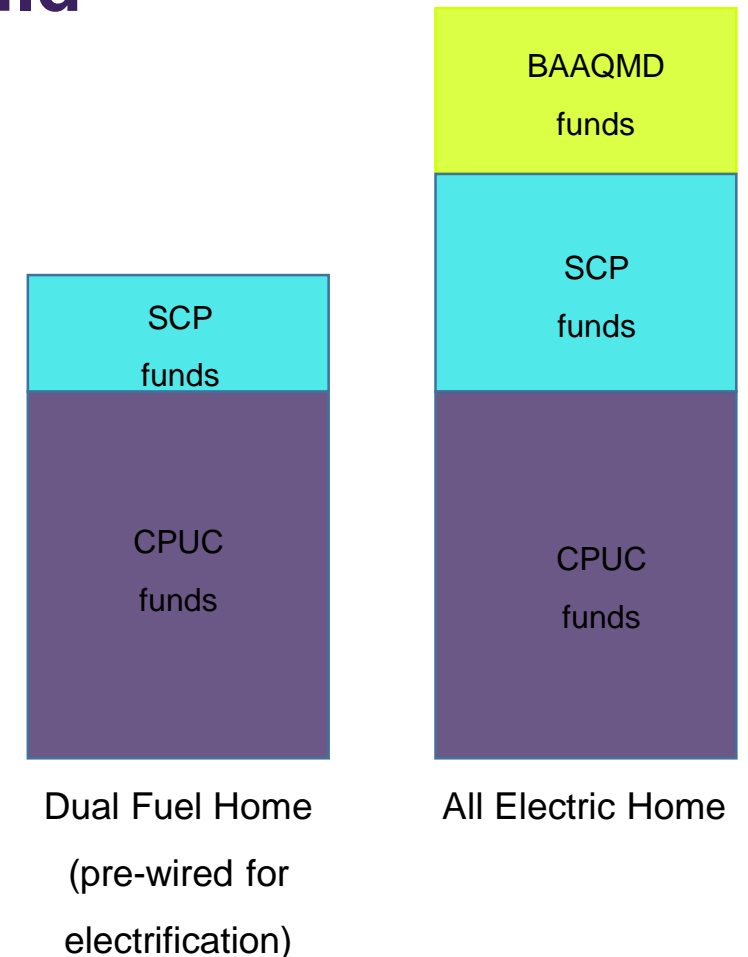 BAAQMD
funds
SCP
funds
SCP
funds
CPUC
funds
CPUC
funds
Dual Fuel Home
(pre-wired for
electrification)
All Electric Home